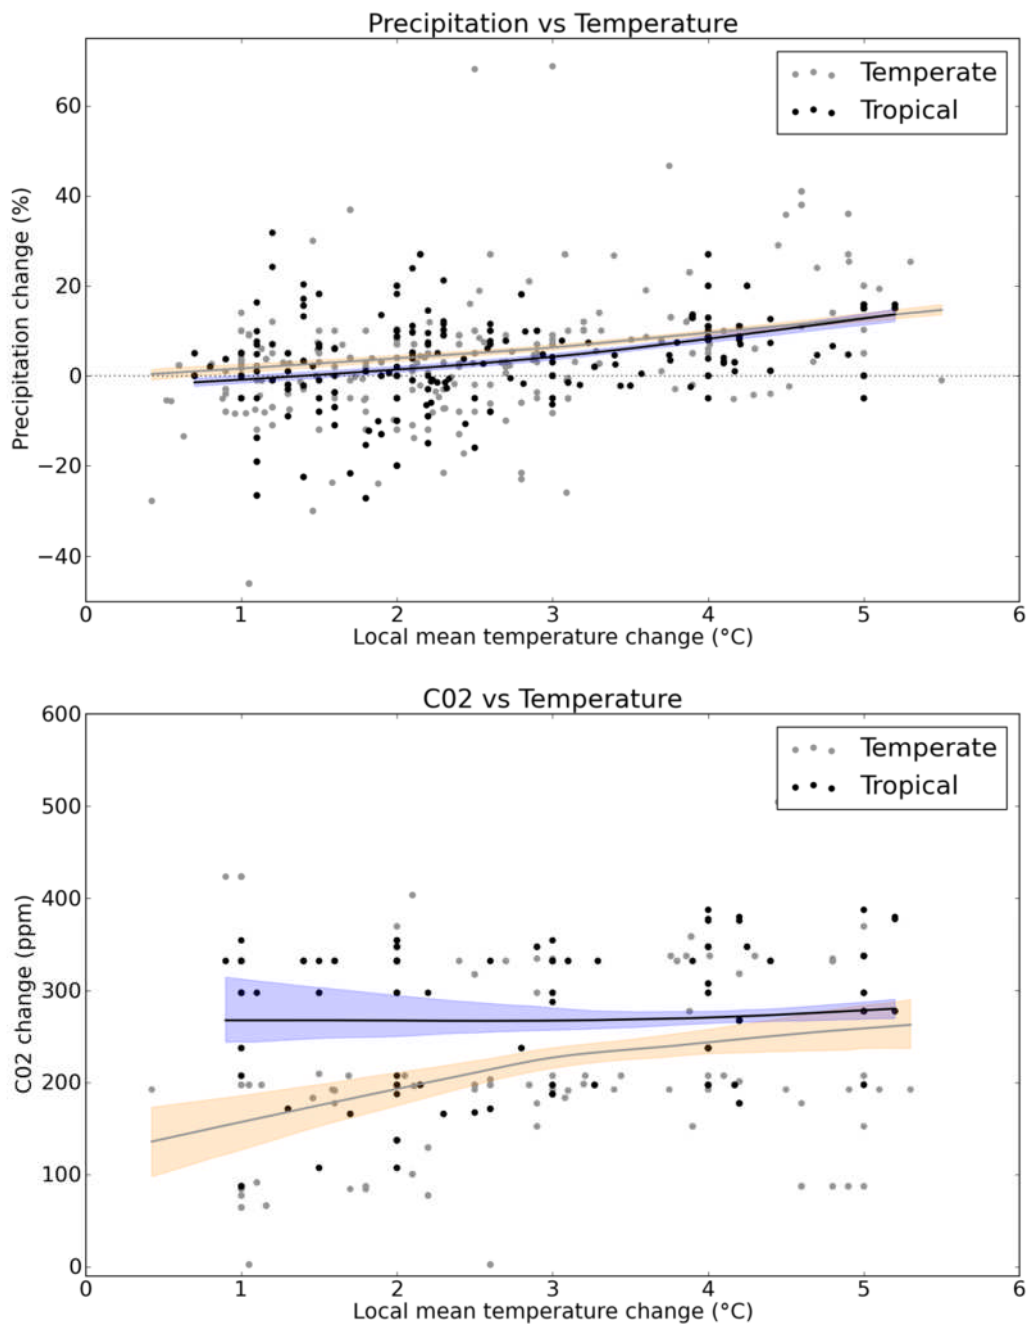 Precipitation vs Temperature
Temperate
Tropical
Precipitation change (%)
60
40
20
0
−20
−40
0 1 2 3 4 5 6
Local mean temperature change (°C)
C02 vs Temperature
Temperate
Tropical
C02 change (ppm)
600
500
400
300
200
100
0
0 1 2 3 4 5 6
Local mean temperature change (°C)